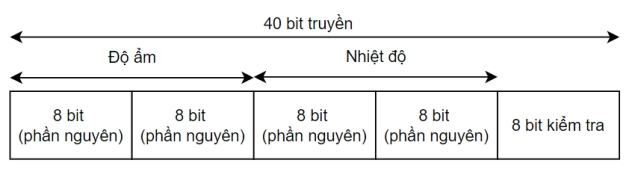 40 bit truyền
Độ ẩm
Nhiệt độ
8 bit
(phần nguyên)
8 bit
(phần nguyên)
8 bit
(phần nguyên)
8 bit
(phần nguyên)
8 bit kiểm tra